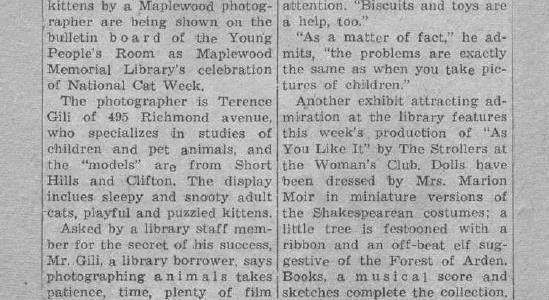 kittens by a Maplewood photog-
rapher are being shown on the
bulletin board of the Young
People's Room as Maplewood
Memorial Library's celebration
of National Cat Week.
The photographer is Terence
Gili of 495 Richmond avenue,
who specializes in studies of
children and pet animals, and
the "models" are from Short
Hills and Clifton. The display
inclues sleepy and snooty adult
cats, playful and puzzled kittens.
Asked by a library staff mem-
ber for the secret of his success,
Mr. Gili, a library borrower, says
photographing animals takes
patience, time, plenty of film
attention. "Biscuits and toys are
a help, too."
"As a matter of fact," he ad-
mits, "the problems are exactly
the same as when you take pic-
tures of children."
Another exhibit attracting ad-
miration at the library features
this week's production of "As
You Like It" by The Strollers at
the Woman's Club. Dolls have
been dressed by Mrs. Marion
Moir in miniature versions of
the Shakespearean costumes; a
little tree is festooned with a
ribbon and an off-beat elf sug-
gestive of the Forest of Arden.
Books, a musical score and
sketches complete the collection.